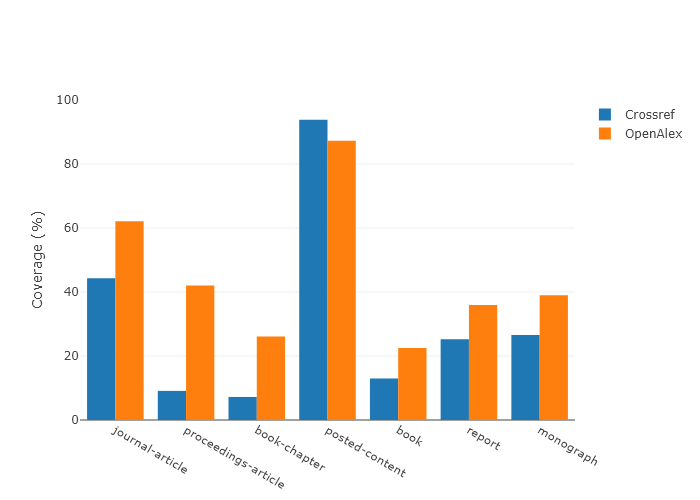 100
80
60
40
20
0
Coverage (%)
journal-article
proceedings-article
book-chapter
posted-content
book
report
monograph
Crossref
OpenAlex